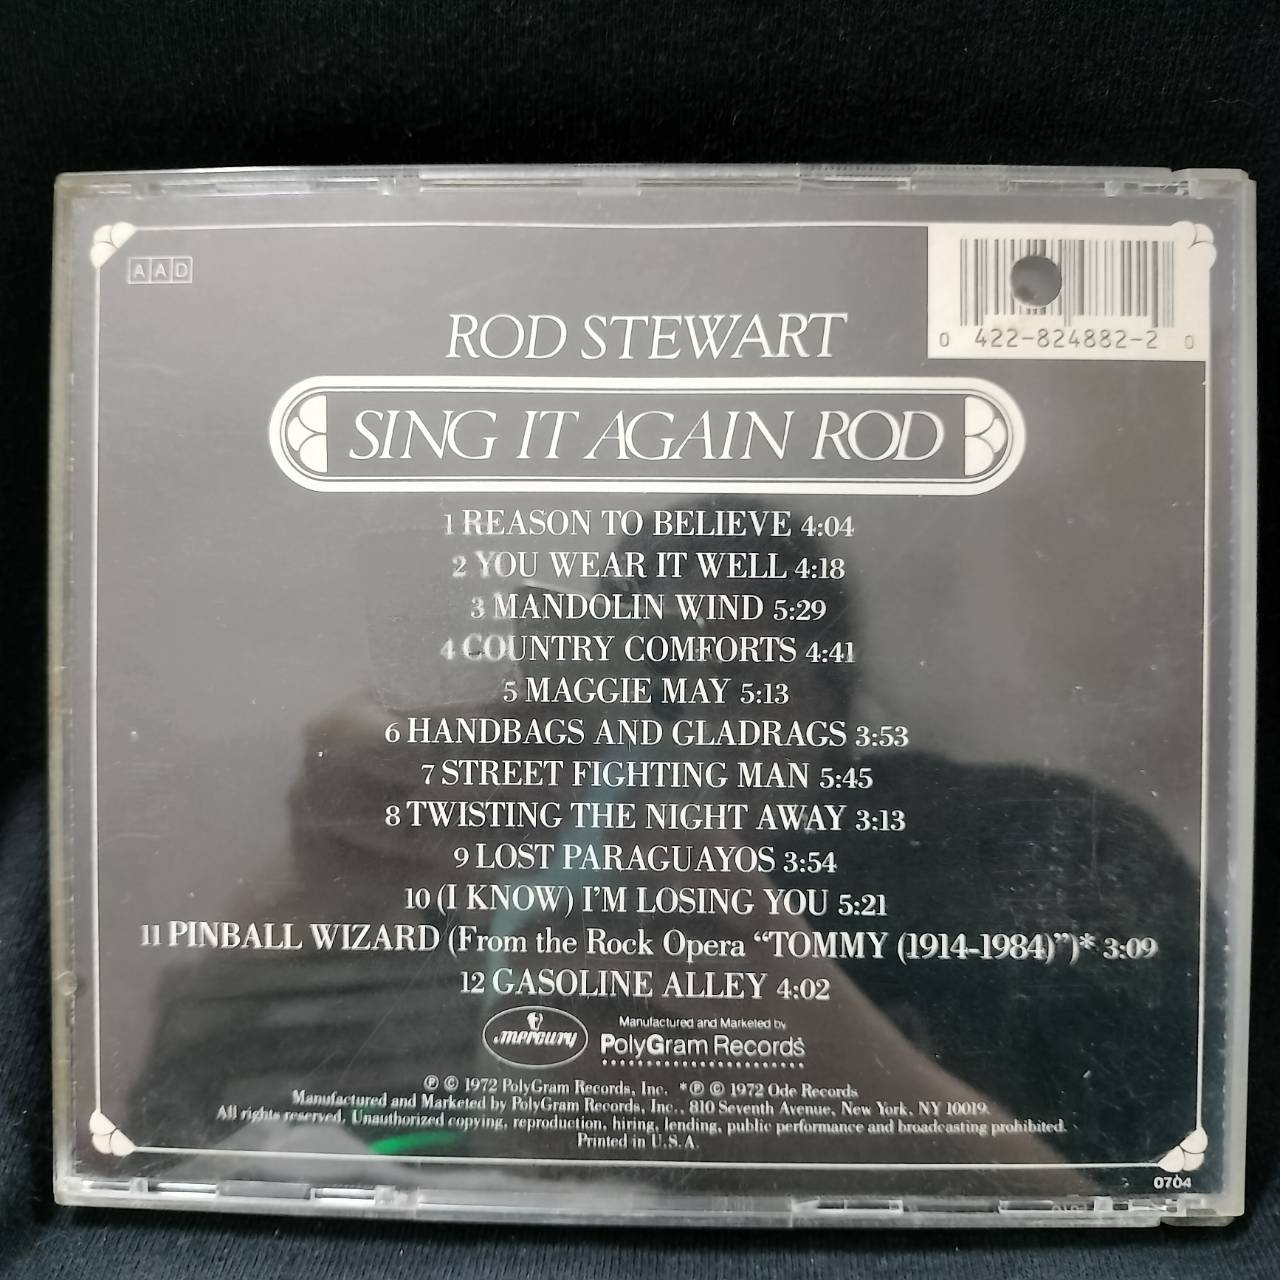 AAD
0 422-824882-2 0
ROD STEWART
SING IT AGAIN ROD
1 REASON TO BELIEVE 4:04
2 YOU WEAR IT WELL 4:18
3 MANDOLIN WIND 5:29
4 COUNTRY COMFORTS 4:41
5 MAGGIE MAY 5:13
6 HANDBAGS AND GLADRAGS 3:53
7 STREET FIGHTING MAN 5:45
8 TWISTING THE NIGHT AWAY 3:13
9 LOST PARAGUAYOS 3:54
10 (I KNOW) I'M LOSING YOU 5:21
11 PINBALL WIZARD (From the Rock Opera “TOMMY (1914-1984)”)* 3:09
12 GASOLINE ALLEY 4:02
mercury
Manufactured and Marketed by
PolyGram Records
℗ © 1972 PolyGram Records, Inc. *℗ © 1972 Ode Records
Manufactured and Marketed by PolyGram Records, Inc., 810 Seventh Avenue, New York, NY 10019.
All rights reserved. Unauthorized copying, reproduction, hiring, lending, public performance and broadcasting prohibited.
Printed in U.S.A.
0704